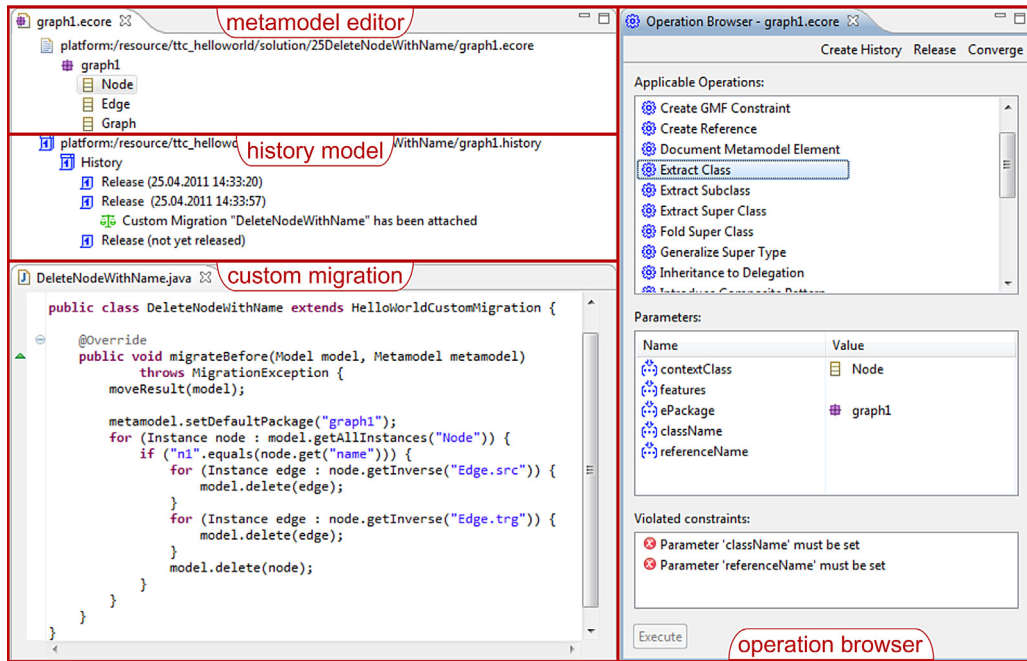 graph1.ecore
metamodel editor
platform:/resource/ttc_helloworld/solution/25DeleteNodeWithName/graph1.ecore
graph1
Node
Edge
Graph
platform:/resource/ttc_hellowo
WithName/graph1.history
history model
History
Release (25.04.2011 14:33:20)
Release (25.04.2011 14:33:57)
Custom Migration "DeleteNodeWithName" has been attached
Release (not yet released)
DeleteNodeWithName.java
custom migration
public class DeleteNodeWithName extends HelloWorldCustomMigration {
@Override
public void migrateBefore(Model model, Metamodel metamodel)
throws MigrationException {
moveResult(model);
metamodel.setDefaultPackage("graph1");
for (Instance node : model.getAllInstances("Node")) {
if ("n1".equals(node.get("name"))) {
for (Instance edge : node.getInverse("Edge.src")) {
model.delete(edge);
}
for (Instance edge : node.getInverse("Edge.trg")) {
model.delete(edge);
}
model.delete(node);
}
}
}
}
Operation Browser - graph1.ecore
Create History Release Converge
Applicable Operations:
Create GMF Constraint
Create Reference
Document Metamodel Element
Extract Class
Extract Subclass
Extract Super Class
Fold Super Class
Generalize Super Type
Inheritance to Delegation
Introduce Composite Pattern
Parameters:
Name Value
contextClass Node
features
ePackage graph1
className
referenceName
Violated constraints:
Parameter 'className' must be set
Parameter 'referenceName' must be set
Execute
operation browser